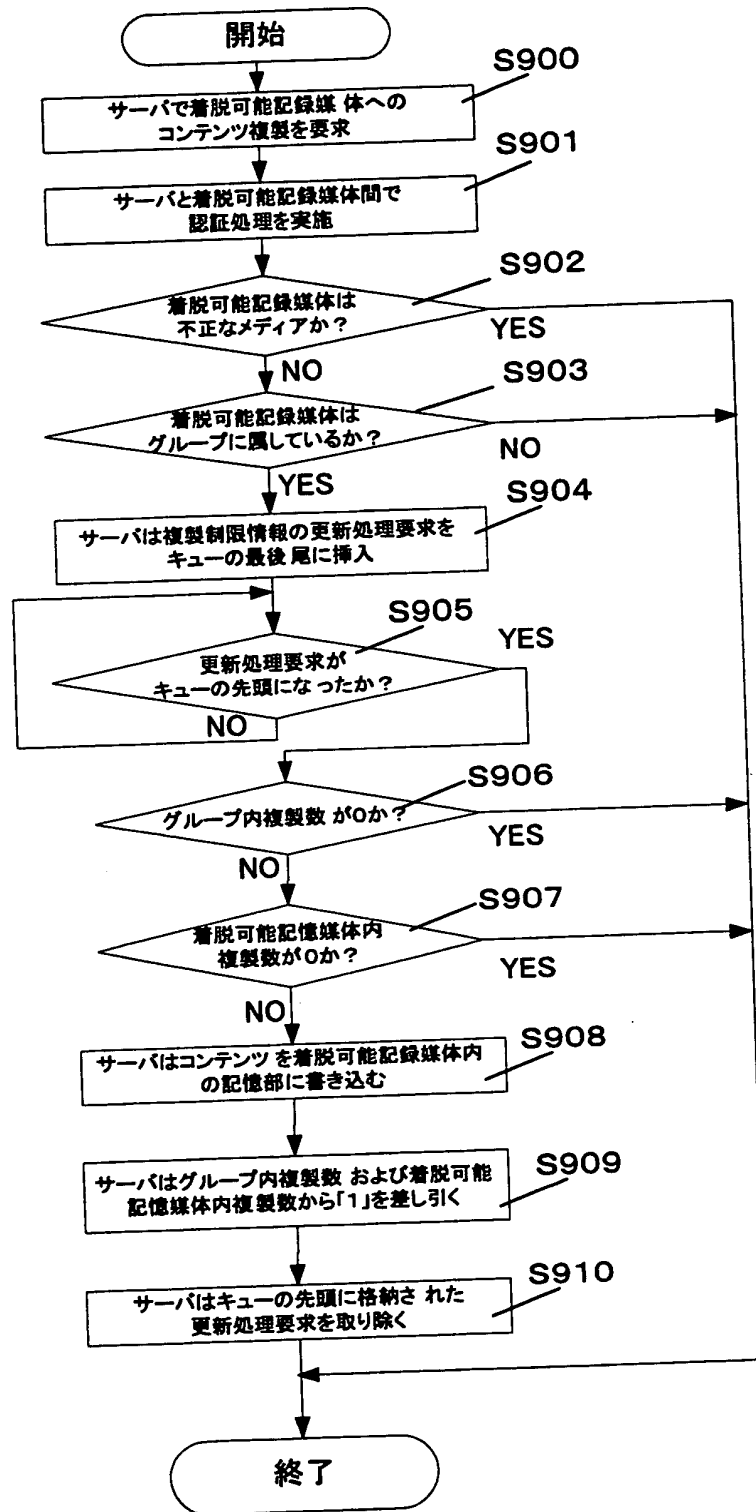 開始
S900
サーバで着脱可能記録媒 体への
コンテンツ複製を要求
S901
サーバと着脱可能記録媒体間で
認証処理を実施
S902
着脱可能記録媒体は
不正なメディアか?
YES
NO
S903
着脱可能記録媒体は
グループに属しているか?
NO
YES
S904
サーバは複製制限情報の更新処理要求を
キューの最後 尾に挿入
S905
YES
更新処理要求が
キューの先頭になったか?
NO
S906
グループ内複製数 が0か?
YES
NO
S907
着脱可能記憶媒体内
複製数が0か?
YES
NO
S908
サーバはコンテンツ を着脱可能記録媒体内
の記憶部に書き込む
S909
サーバはグループ内複製数 および着脱可能
記憶媒体内複製数から「1」を差し引く
S910
サーバはキューの先頭に格納さ れた
更新処理要求を取り除く
終了